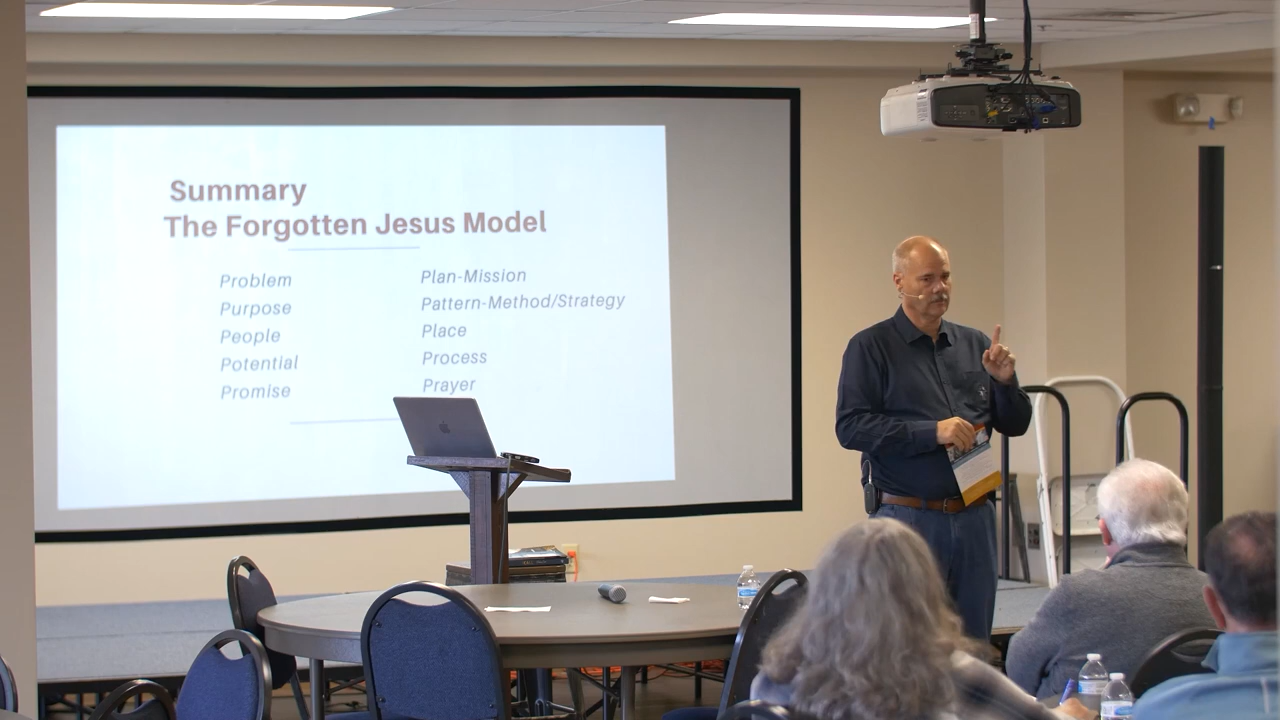 Summary
The Forgotten Jesus Model
Problem
Purpose
People
Potential
Promise
Plan-Mission
Pattern-Method/Strategy
Place
Process
Prayer